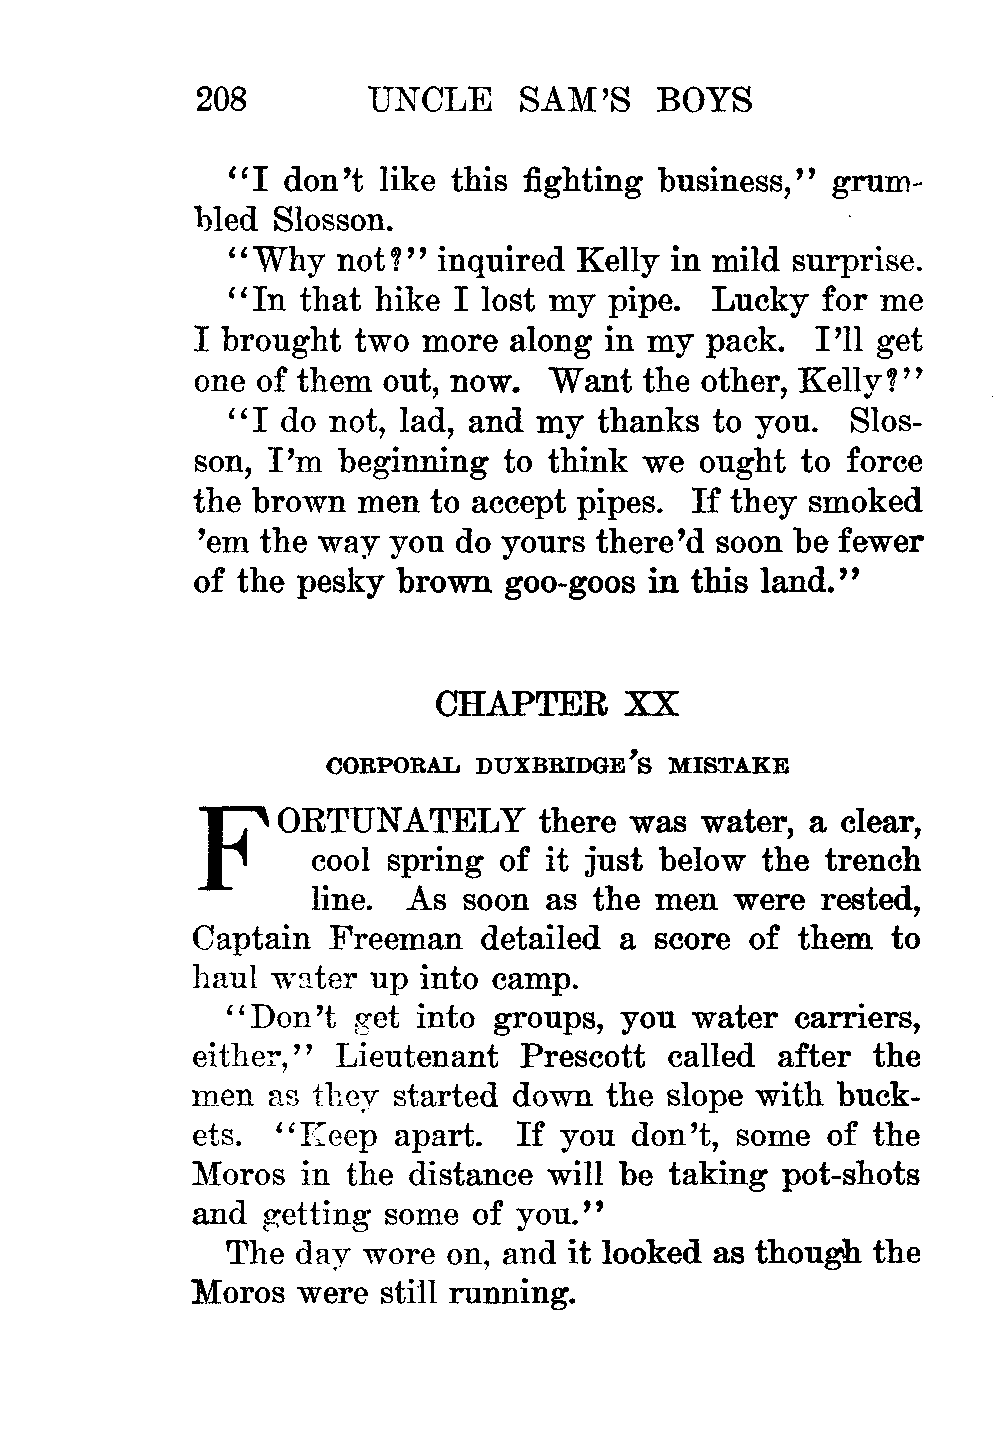 208 UNCLE SAM'S BOYS
"I don't like this fighting business," grum-
bled Slosson.
"Why not?" inquired Kelly in mild surprise.
"In that hike I lost my pipe. Lucky for me
I brought two more along in my pack. I'll get
one of them out, now. Want the other, Kelly?"
"I do not, lad, and my thanks to you. Slos-
son, I'm beginning to think we ought to force
the brown men to accept pipes. If they smoked
'em the way you do yours there'd soon be fewer
of the pesky brown goo-goos in this land."
CHAPTER XX
CORPORAL DUXBRIDGE'S MISTAKE
FORTUNATELY there was water, a clear,
cool spring of it just below the trench
line. As soon as the men were rested,
Captain Freeman detailed a score of them to
haul water up into camp.
"Don't get into groups, you water carriers,
either," Lieutenant Prescott called after the
men as they started down the slope with buck-
ets. "Keep apart. If you don't, some of the
Moros in the distance will be taking pot-shots
and getting some of you."
The day wore on, and it looked as though the
Moros were still running.